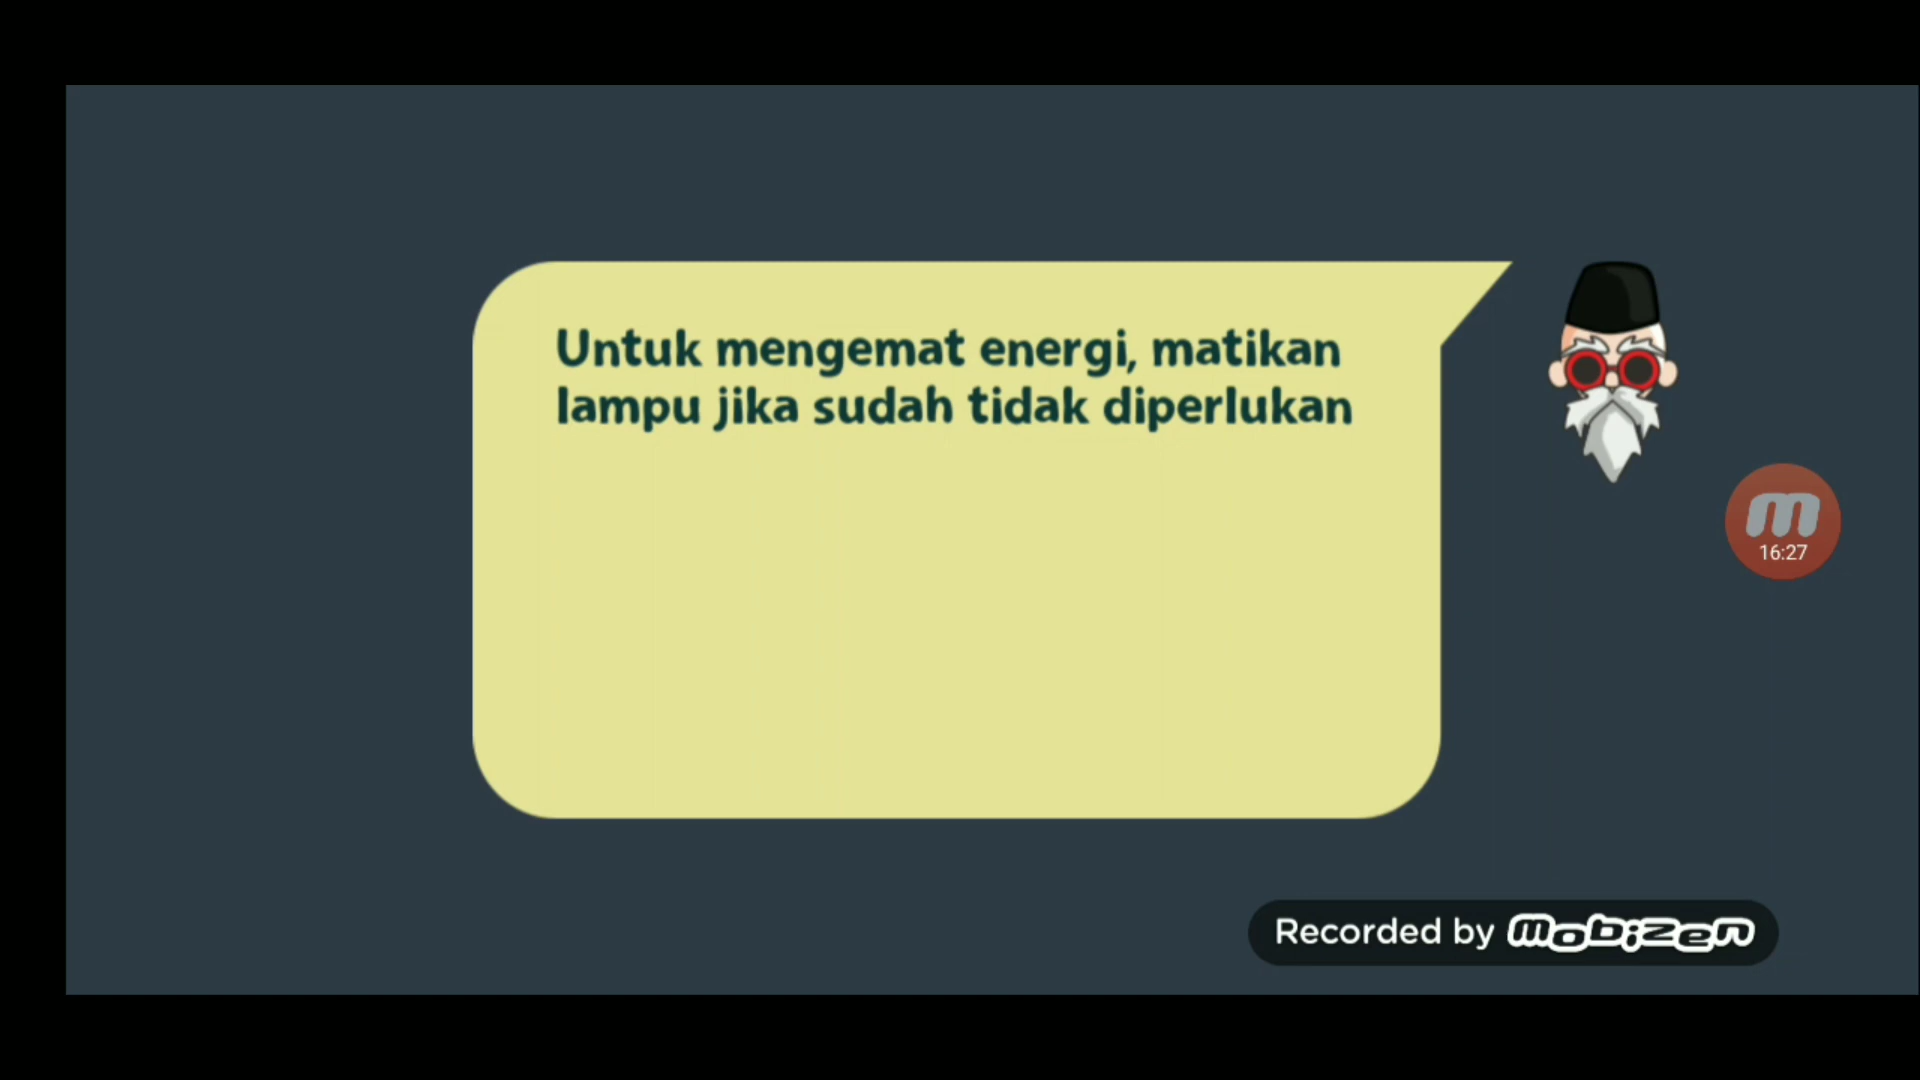 Untuk mengemat energi, matikan
lampu jika sudah tidak diperlukan
m
16:27
Recorded by mobizen